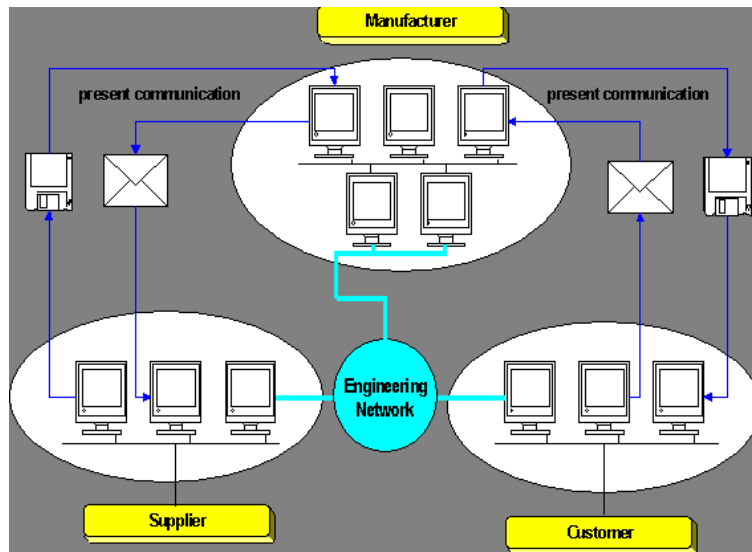 Manufacturer
present communication
present communication
Engineering
Network
Supplier
Customer